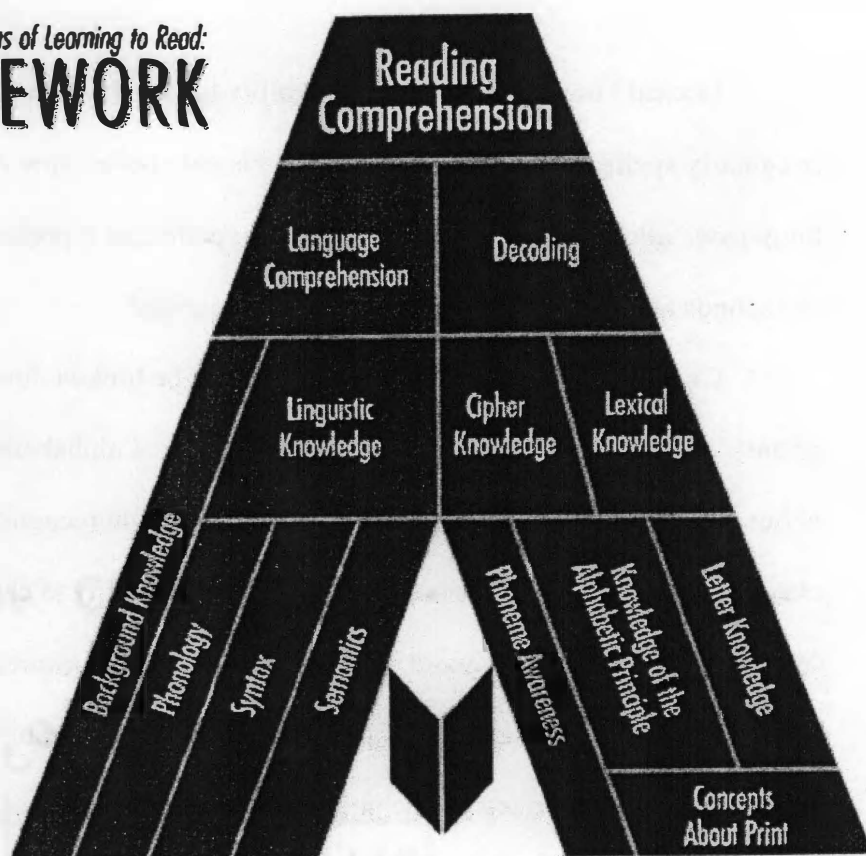 s of Learning to Read:
EWORK
Reading
Comprehension
Language
Comprehension
Decoding
Linguistic
Knowledge
Cipher
Knowledge
Lexical
Knowledge
Background Knowledge
Phonology
Syntax
Semantics
Phoneme Awareness
Knowledge of the
Alphabetic Principle
Letter Knowledge
Concepts
About Print